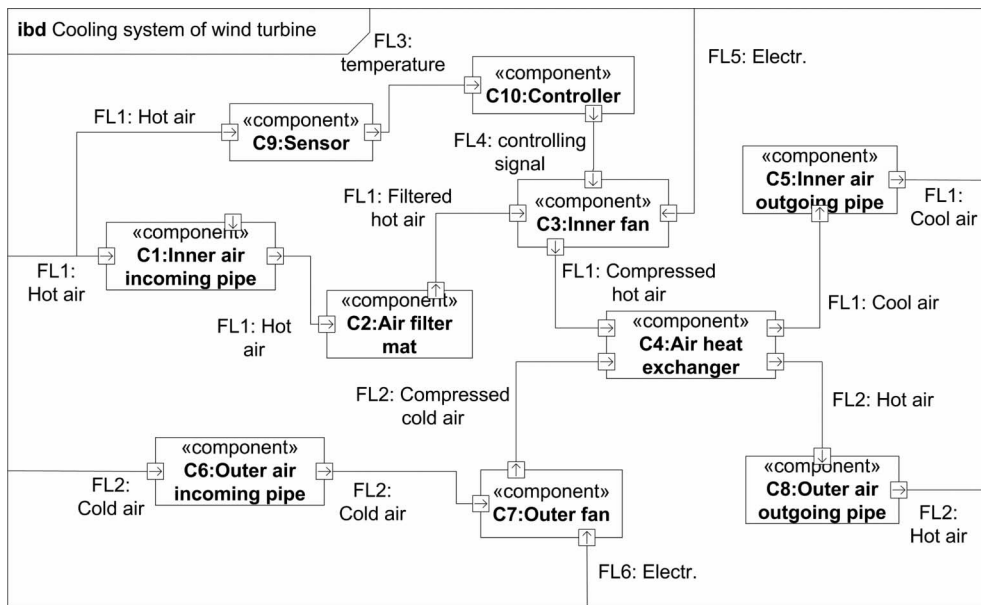 ibd Cooling system of wind turbine
FL3:
temperature
FL5: Electr.
«component»
C10:Controller
FL1: Hot air
«component»
C9:Sensor
FL4: controlling
signal
«component»
C5:Inner air
outgoing pipe
FL1:
Cool air
FL1: Filtered
hot air
«component»
C3:Inner fan
«component»
C1:Inner air
incoming pipe
FL1:
Hot air
FL1: Compressed
hot air
FL1: Hot
air
«component»
C2:Air filter
mat
FL1: Cool air
«component»
C4:Air heat
exchanger
FL2: Compressed
cold air
FL2: Hot air
«component»
C6:Outer air
incoming pipe
FL2:
Cold air
FL2:
Cold air
«component»
C7:Outer fan
«component»
C8:Outer air
outgoing pipe
FL2:
Hot air
FL6: Electr.